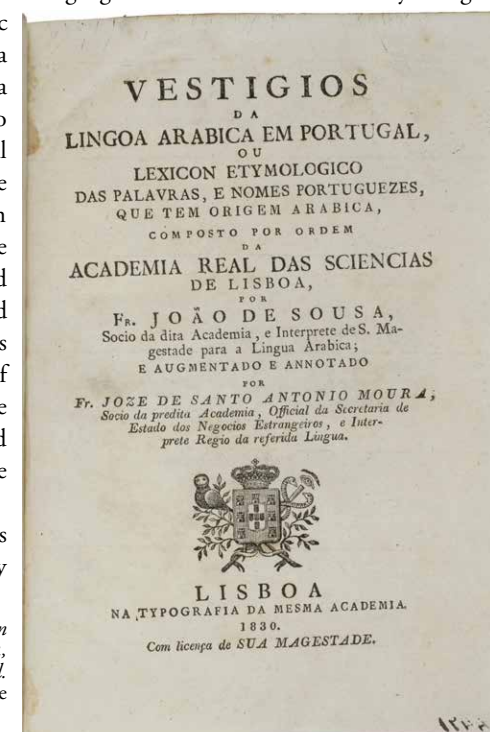 VESTIGIOS
DA
LINGOA ARABICA EM PORTUGAL,
OU
LEXICON ETYMOLOGICO
DAS PALAVRAS, E NOMES PORTUGUEZES,
QUE TEM ORIGEM ARABICA,
COMPOSTO POR ORDEM
DA
ACADEMIA REAL DAS SCIENCIAS
DE LISBOA,
POR
FR. JOÃO DE SOUSA,
Socio da dita Academia, e Interprete de S. Ma-
gestade para a Lingua Arabica;
E AUGMENTADO E ANNOTADO
POR
Fr. JOZE DE SANTO ANTONIO MOURA,
Socio da predita Academia, Official da Secretaria de
Estado dos Negocios Estrangeiros, e Inter-
prete Regio da referida Lingua.
LISBOA
NA TYPOGRAFIA DA MESMA ACADEMIA.
1830.
Com licença de SUA MAGESTADE.